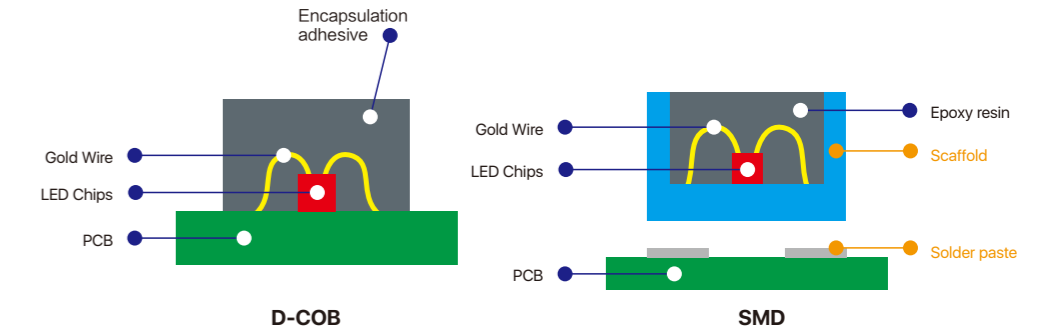 Encapsulation
adhesive
Gold Wire
LED Chips
PCB
D-COB
Gold Wire
LED Chips
PCB
Epoxy resin
Scaffold
Solder paste
SMD